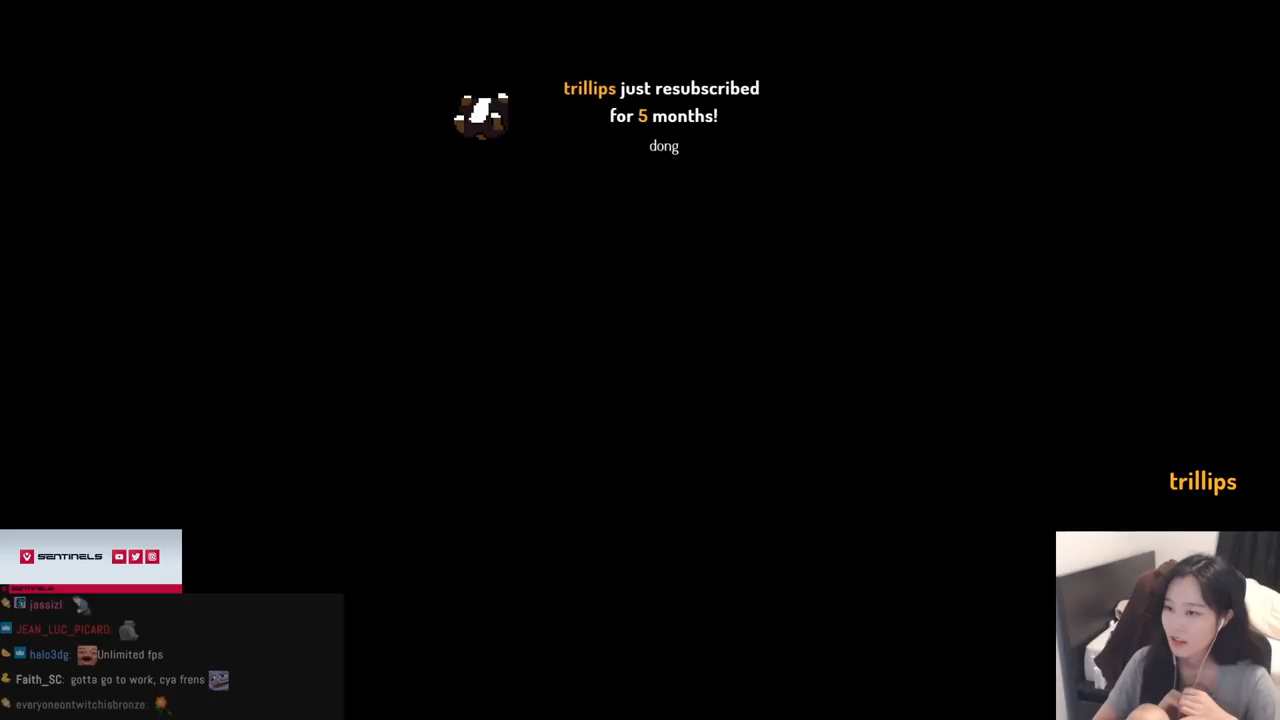 trillips just resubscribed
for 5 months!
dong
trillips
SENTINELS
jassizl:
JEAN_LUC_PICARD
halo3dg: Unlimited fps
Faith_SC: gotta go to work, cya frens
everyoneontwitchisbronze: